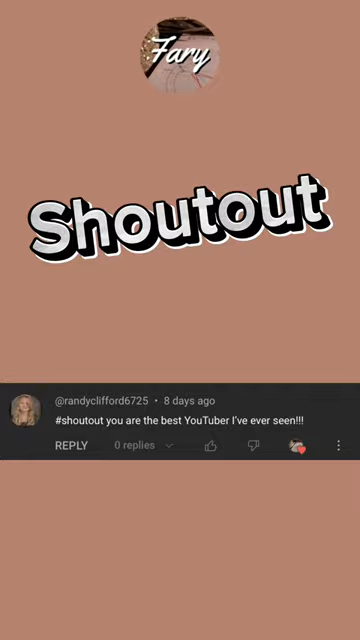 Fary
Shoutout
@randyclifford6725 • 8 days ago
#shoutout you are the best YouTuber I've ever seen!!!
REPLY 0 replies